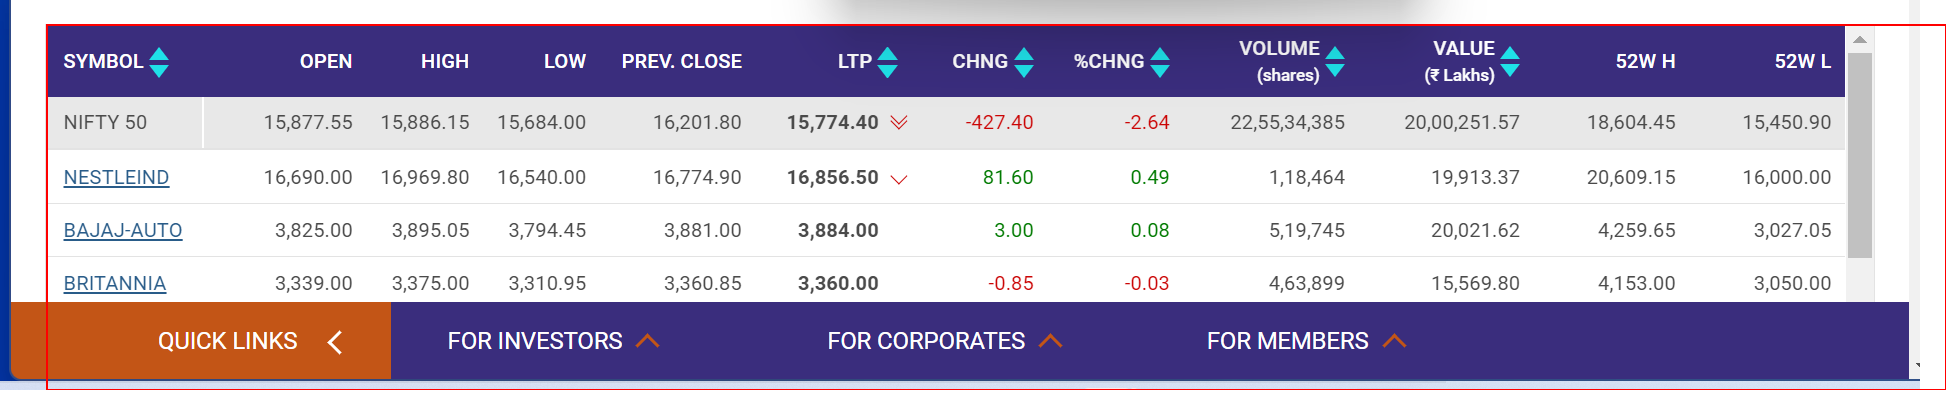 SYMBOL OPEN HIGH LOW PREV. CLOSE LTP CHNG %CHNG VOLUME (shares) VALUE (₹ Lakhs) 52W H 52W L
NIFTY 50 15,877.55 15,886.15 15,684.00 16,201.80 15,774.40 -427.40 -2.64 22,55,34,385 20,00,251.57 18,604.45 15,450.90
NESTLEIND 16,690.00 16,969.80 16,540.00 16,774.90 16,856.50 81.60 0.49 1,18,464 19,913.37 20,609.15 16,000.00
BAJAJ-AUTO 3,825.00 3,895.05 3,794.45 3,881.00 3,884.00 3.00 0.08 5,19,745 20,021.62 4,259.65 3,027.05
BRITANNIA 3,339.00 3,375.00 3,310.95 3,360.85 3,360.00 -0.85 -0.03 4,63,899 15,569.80 4,153.00 3,050.00
QUICK LINKS FOR INVESTORS FOR CORPORATES FOR MEMBERS